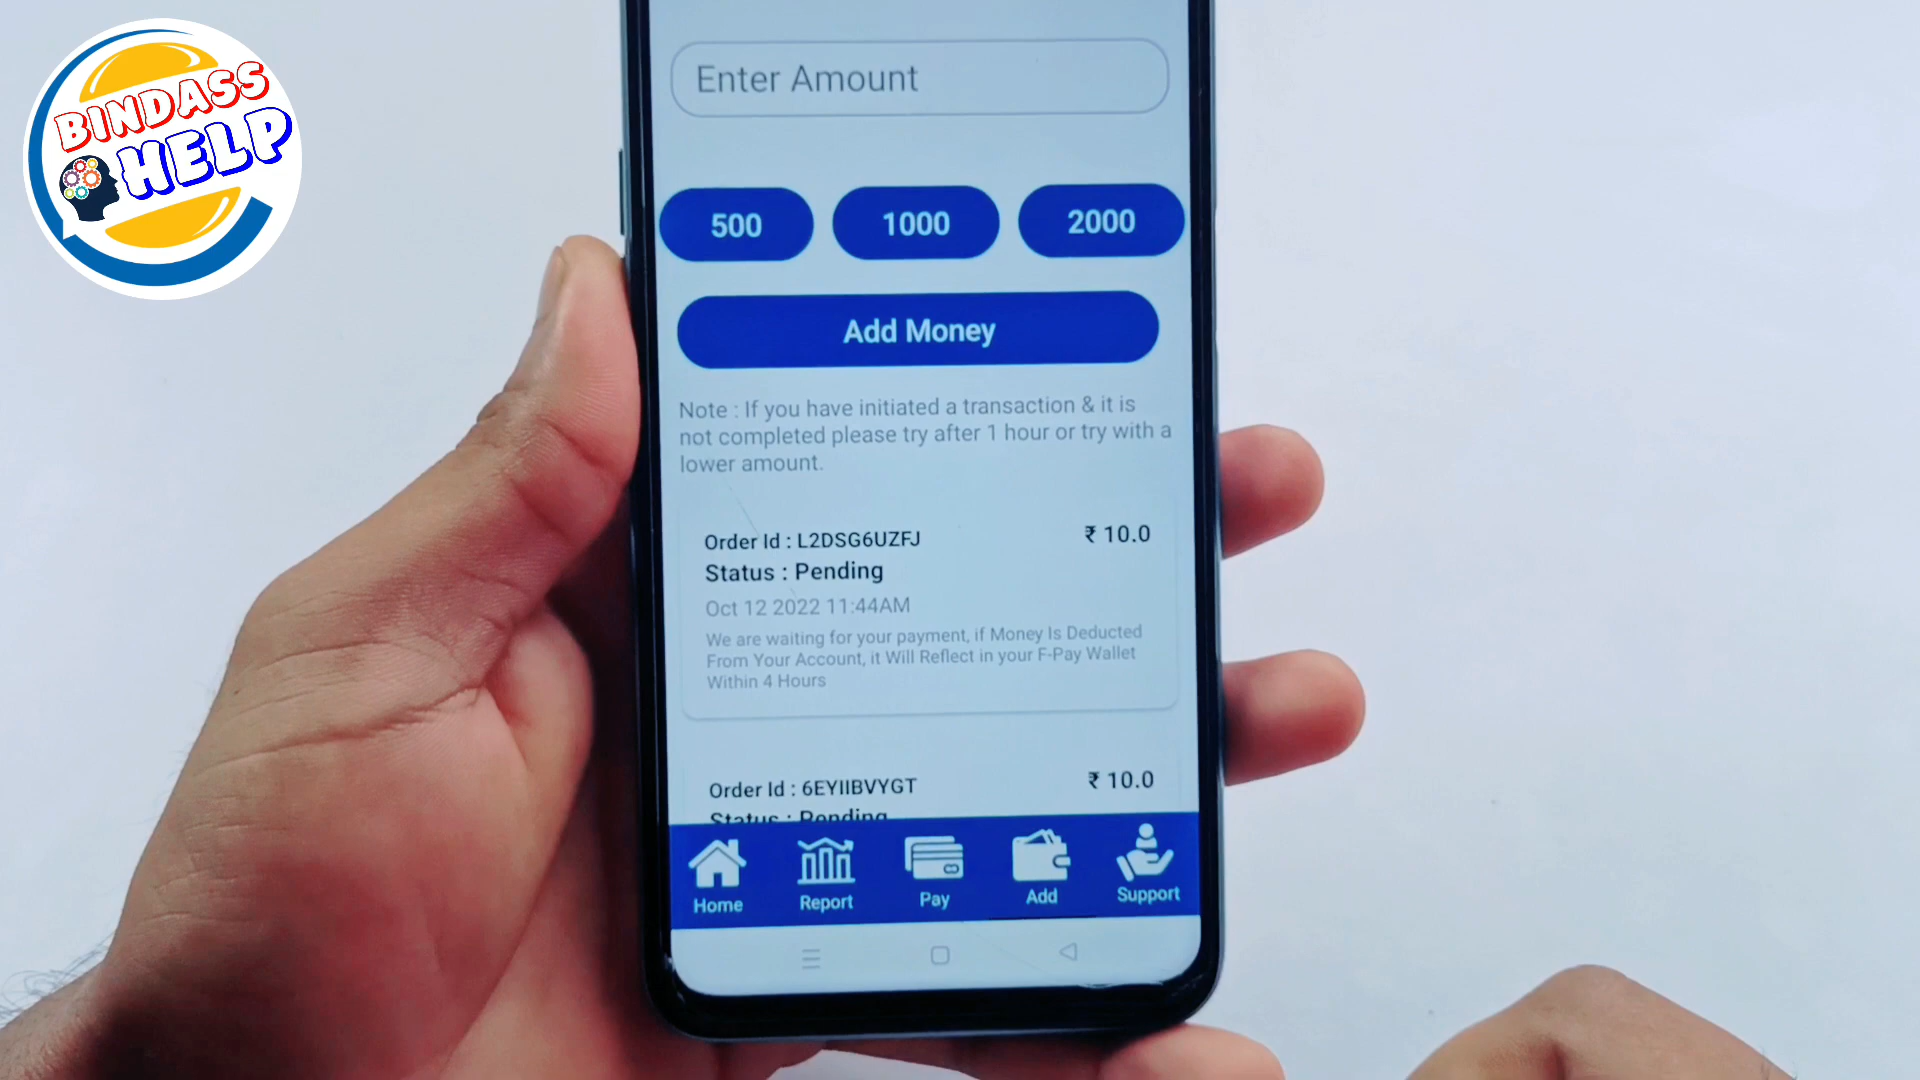 BINDASS
HELP
Enter Amount
500 1000 2000
Add Money
Note : If you have initiated a transaction & it is
not completed please try after 1 hour or try with a
lower amount.
Order Id : L2DSG6UZFJ ₹ 10.0
Status : Pending
Oct 12 2022 11:44AM
We are waiting for your payment, if Money Is Deducted
From Your Account, it Will Reflect in your F-Pay Wallet
Within 4 Hours
Order Id : 6EYIIBVYGT ₹ 10.0
Status : Pending
Home Report Pay Add Support